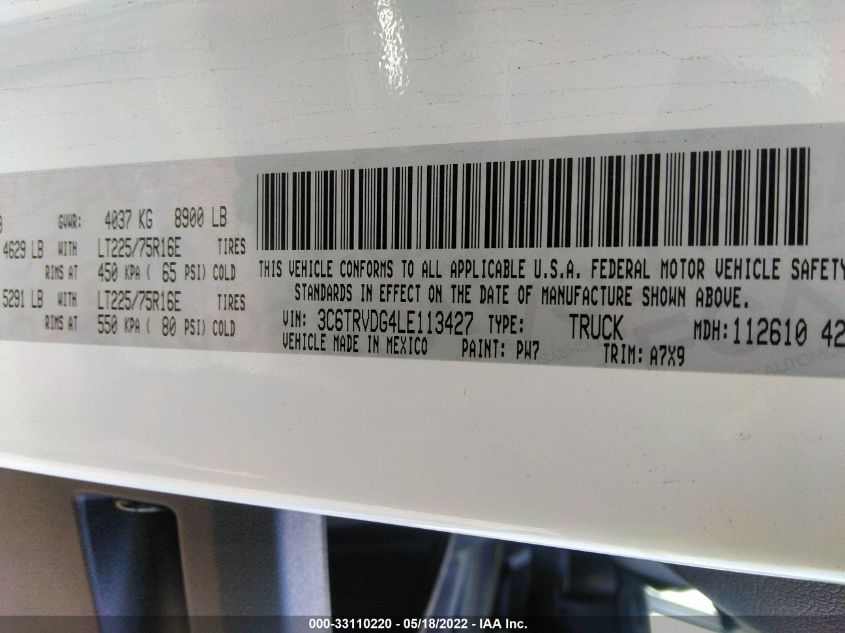 GVWR: 4037 KG 8900 LB
4629 LB WITH LT225/75R16E TIRES
RIMS AT 450 KPA ( 65 PSI) COLD
5291 LB WITH LT225/75R16E TIRES
RIMS AT 550 KPA ( 80 PSI) COLD
THIS VEHICLE CONFORMS TO ALL APPLICABLE U.S.A. FEDERAL MOTOR VEHICLE SAFETY
STANDARDS IN EFFECT ON THE DATE OF MANUFACTURE SHOWN ABOVE.
VIN: 3C6TRVDG4LE113427 TYPE: TRUCK MDH:112610 42
VEHICLE MADE IN MEXICO PAINT: PW7 TRIM: A7X9
000-33110220 - 05/18/2022 - IAA Inc.